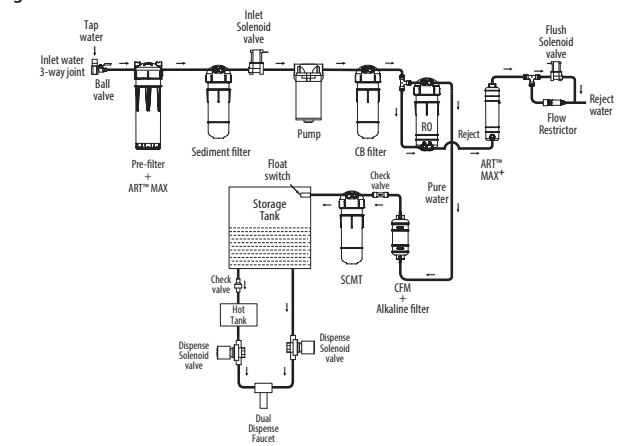 Tap
water
Inlet water
3-way joint
Ball
valve
Pre-filter
+
ART™ MAX
Sediment filter
Inlet
Solenoid
valve
Pump
CB filter
RO
Reject
ART™
MAX+
Flush
Solenoid
valve
Flow
Restrictor
Reject
water
Pure
water
CFM
+
Alkaline filter
Check
valve
SCMT
Float
switch
Storage
Tank
Check
valve
Hot
Tank
Dispense
Solenoid
valve
Dispense
Solenoid
valve
Dual
Dispense
Faucet